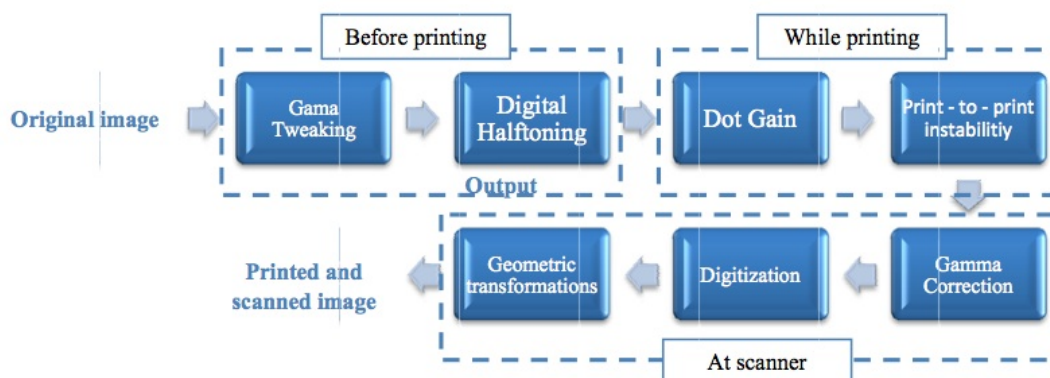 Before printing
While printing
Original image
Gama
Tweaking
Digital
Halftoning
Dot Gain
Print - to - print
instabilitiy
Output
Printed and
scanned image
Geometric
transformations
Digitization
Gamma
Correction
At scanner